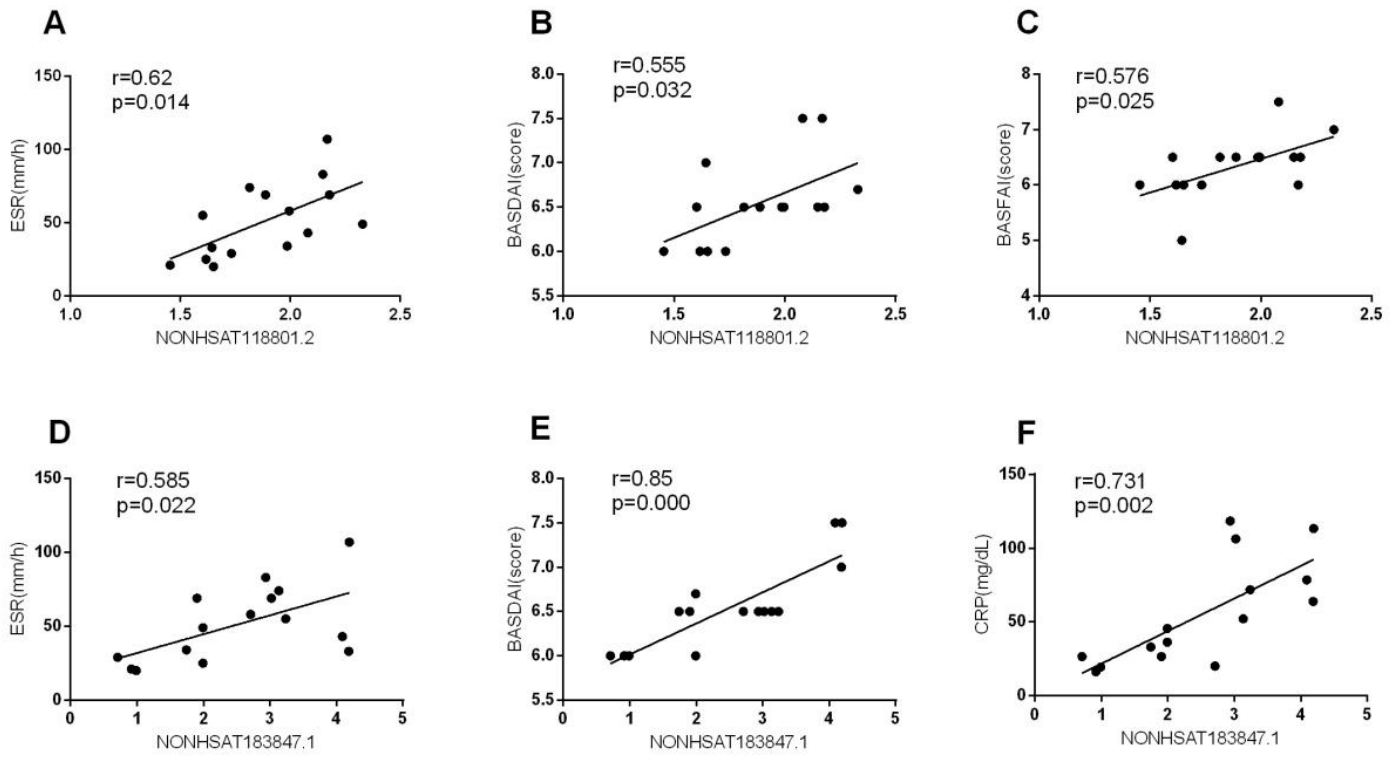 A
r=0.62
p=0.014
150
100
50
0
ESR(mm/h)
1.0 1.5 2.0 2.5
NONHSAT118801.2
B
r=0.555
p=0.032
8.0
7.5
7.0
6.5
6.0
5.5
BASDAI(score)
1.5 2.0 2.5
1.0
NONHSAT118801.2
C
r=0.576
p=0.025
8
7
6
5
4
BASFAI(score)
1.0 1.5 2.0 2.5
NONHSAT118801.2
D
r=0.585
p=0.022
150
100
50
0
ESR(mm/h)
0 1 2 3 4 5
NONHSAT183847.1
E
r=0.85
p=0.000
8.0
7.5
7.0
6.5
6.0
5.5
BASDAI(score)
0 1 2 3 4 5
NONHSAT183847.1
F
r=0.731
p=0.002
150
100
50
0
CRP(mg/dL)
0 1 2 3 4 5
NONHSAT183847.1